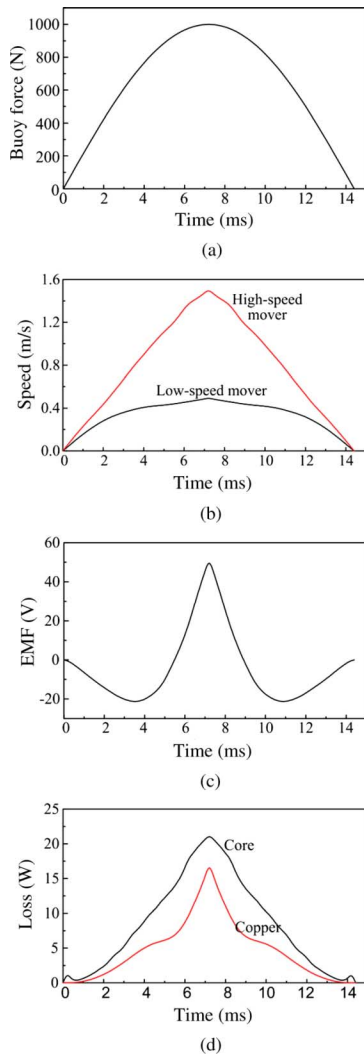 1000
800
600
400
200
0
Buoy force (N)
0 2 4 6 8 10 12 14
Time (ms)
(a)
1.6
1.2
0.8
0.4
0.0
Speed (m/s)
High-speed
mover
Low-speed mover
0 2 4 6 8 10 12 14
Time (ms)
(b)
60
40
20
0
-20
EMF (V)
0 2 4 6 8 10 12 14
Time (ms)
(c)
25
20
15
10
5
0
Loss (W)
Core
Copper
0 2 4 6 8 10 12 14
Time (ms)
(d)